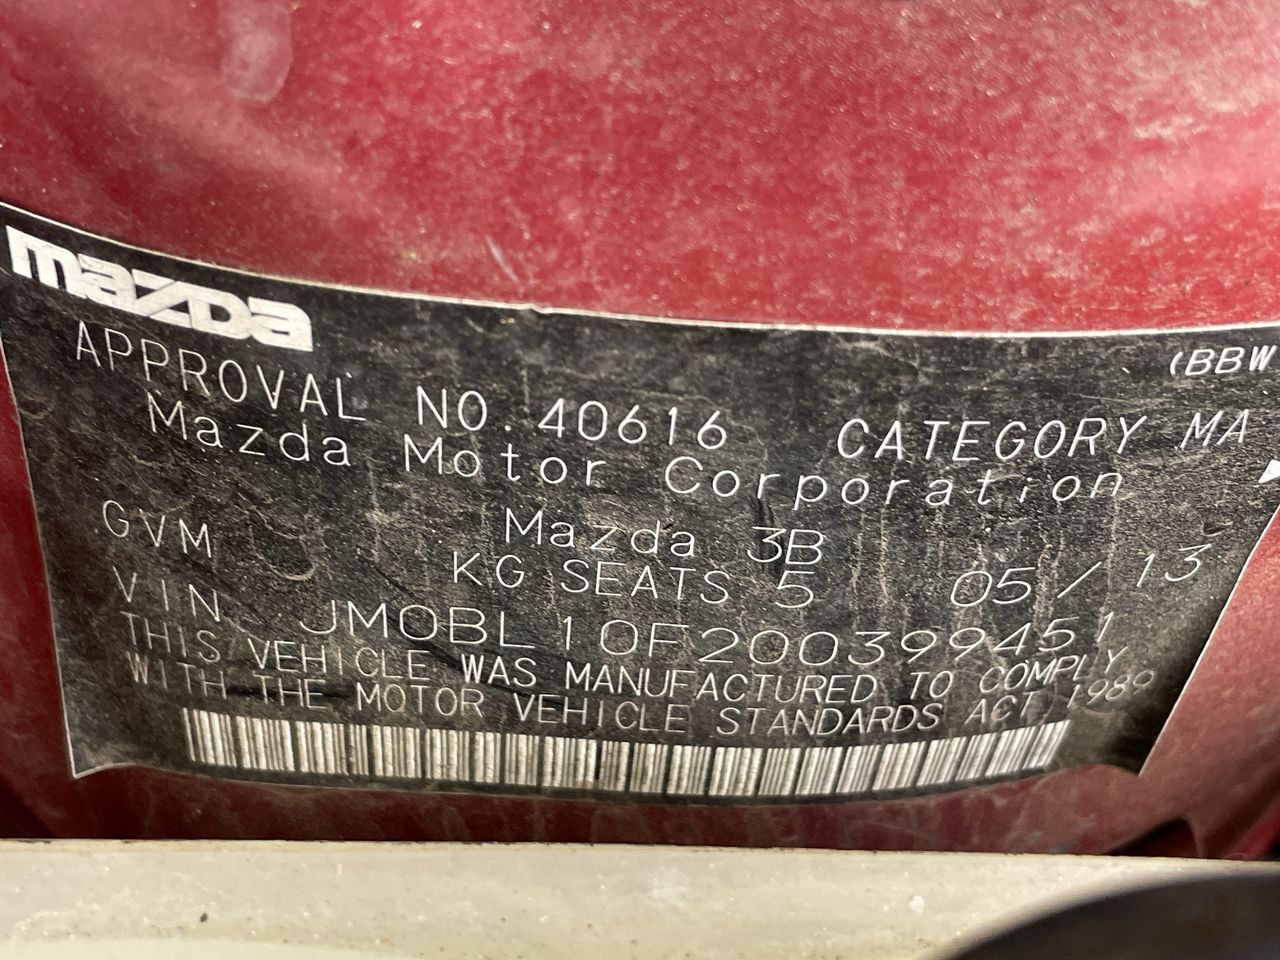 mazda
(BBW
APPROVAL NO. 40616 CATEGORY MA
Mazda Motor Corporation
Mazda 3B
GVM KG SEATS 5 05 / 13
VIN JM0BL10F200399451
THIS VEHICLE WAS MANUFACTURED TO COMPLY
WITH THE MOTOR VEHICLE STANDARDS ACT 1989